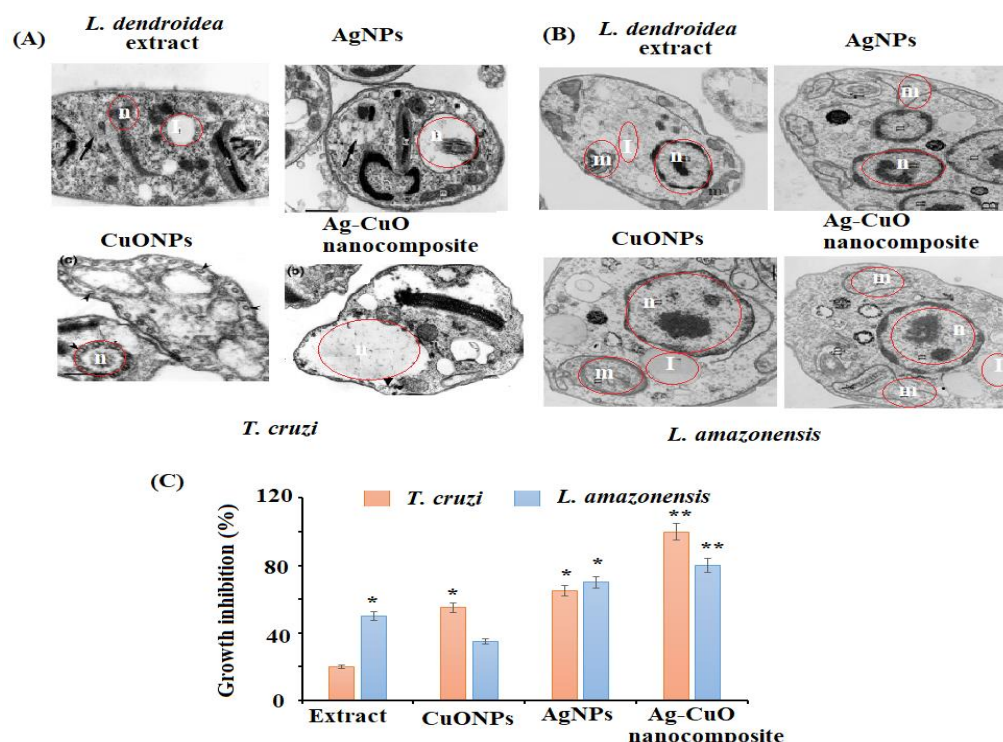 (A)
L. dendroidea
extract
AgNPs
n
l
n
CuONPs
Ag-CuO
nanocomposite
(c)
n
(b)
n
T. cruzi
(B)
L. dendroidea
extract
AgNPs
m
l
n
m
m
n
CuONPs
Ag-CuO
nanocomposite
n
m
l
m
n
l
m
L. amazonensis
(C)
T. cruzi
L. amazonensis
Growth inhibition (%)
120
80
40
0
*
*
*
*
**
**
Extract
CuONPs
AgNPs
Ag-CuO
nanocomposite